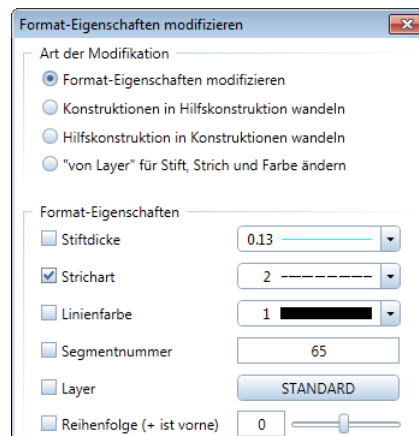 Format-Eigenschaften modifizieren
Art der Modifikation
Format-Eigenschaften modifizieren
Konstruktionen in Hilfskonstruktion wandeln
Hilfskonstruktion in Konstruktionen wandeln
"von Layer" für Stift, Strich und Farbe ändern
Format-Eigenschaften
Stiftdicke 0.13
Strichart 2
Linienfarbe 1
Segmentnummer 65
Layer STANDARD
Reihenfolge (+ ist vorne) 0